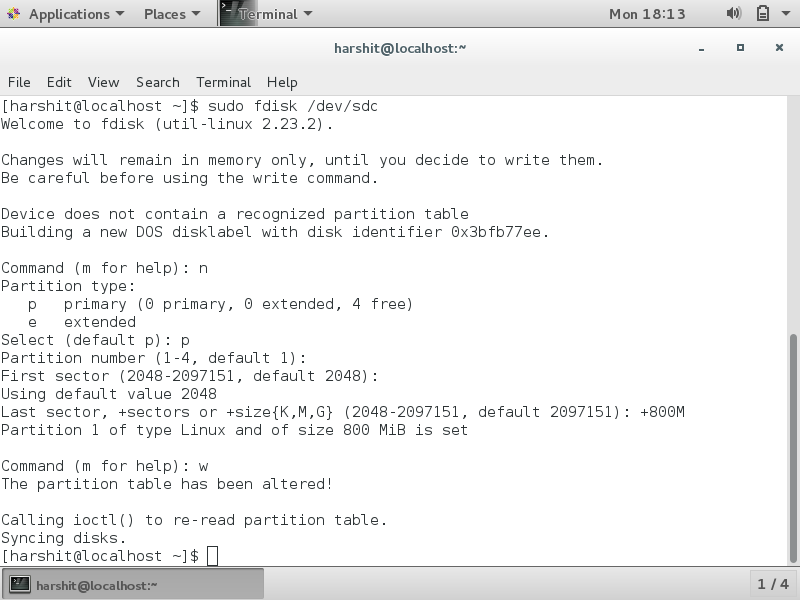 Applications Places Terminal Mon 18:13
harshit@localhost:~
File Edit View Search Terminal Help
[harshit@localhost ~]$ sudo fdisk /dev/sdc
Welcome to fdisk (util-linux 2.23.2).
Changes will remain in memory only, until you decide to write them.
Be careful before using the write command.
Device does not contain a recognized partition table
Building a new DOS disklabel with disk identifier 0x3bfb77ee.
Command (m for help): n
Partition type:
   p   primary (0 primary, 0 extended, 4 free)
   e   extended
Select (default p): p
Partition number (1-4, default 1):
First sector (2048-2097151, default 2048):
Using default value 2048
Last sector, +sectors or +size{K,M,G} (2048-2097151, default 2097151): +800M
Partition 1 of type Linux and of size 800 MiB is set
Command (m for help): w
The partition table has been altered!
Calling ioctl() to re-read partition table.
Syncing disks.
[harshit@localhost ~]$
harshit@localhost:~ 1 / 4